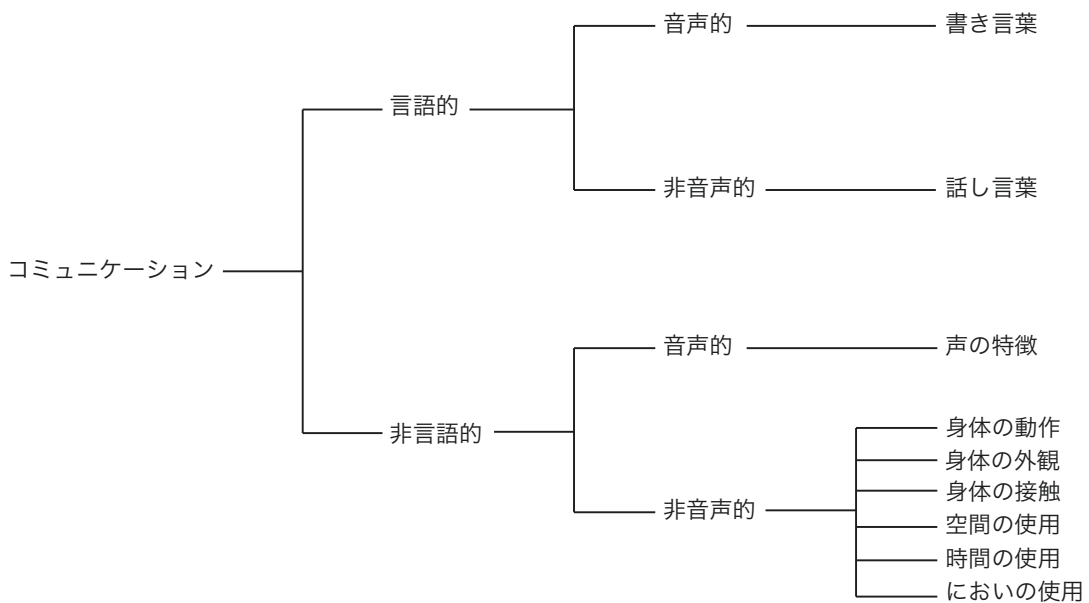 コミュニケーション
言語的
音声的
書き言葉
非音声的
話し言葉
非言語的
音声的
声の特徴
非音声的
身体の動作
身体の外観
身体の接触
空間の使用
時間の使用
においの使用